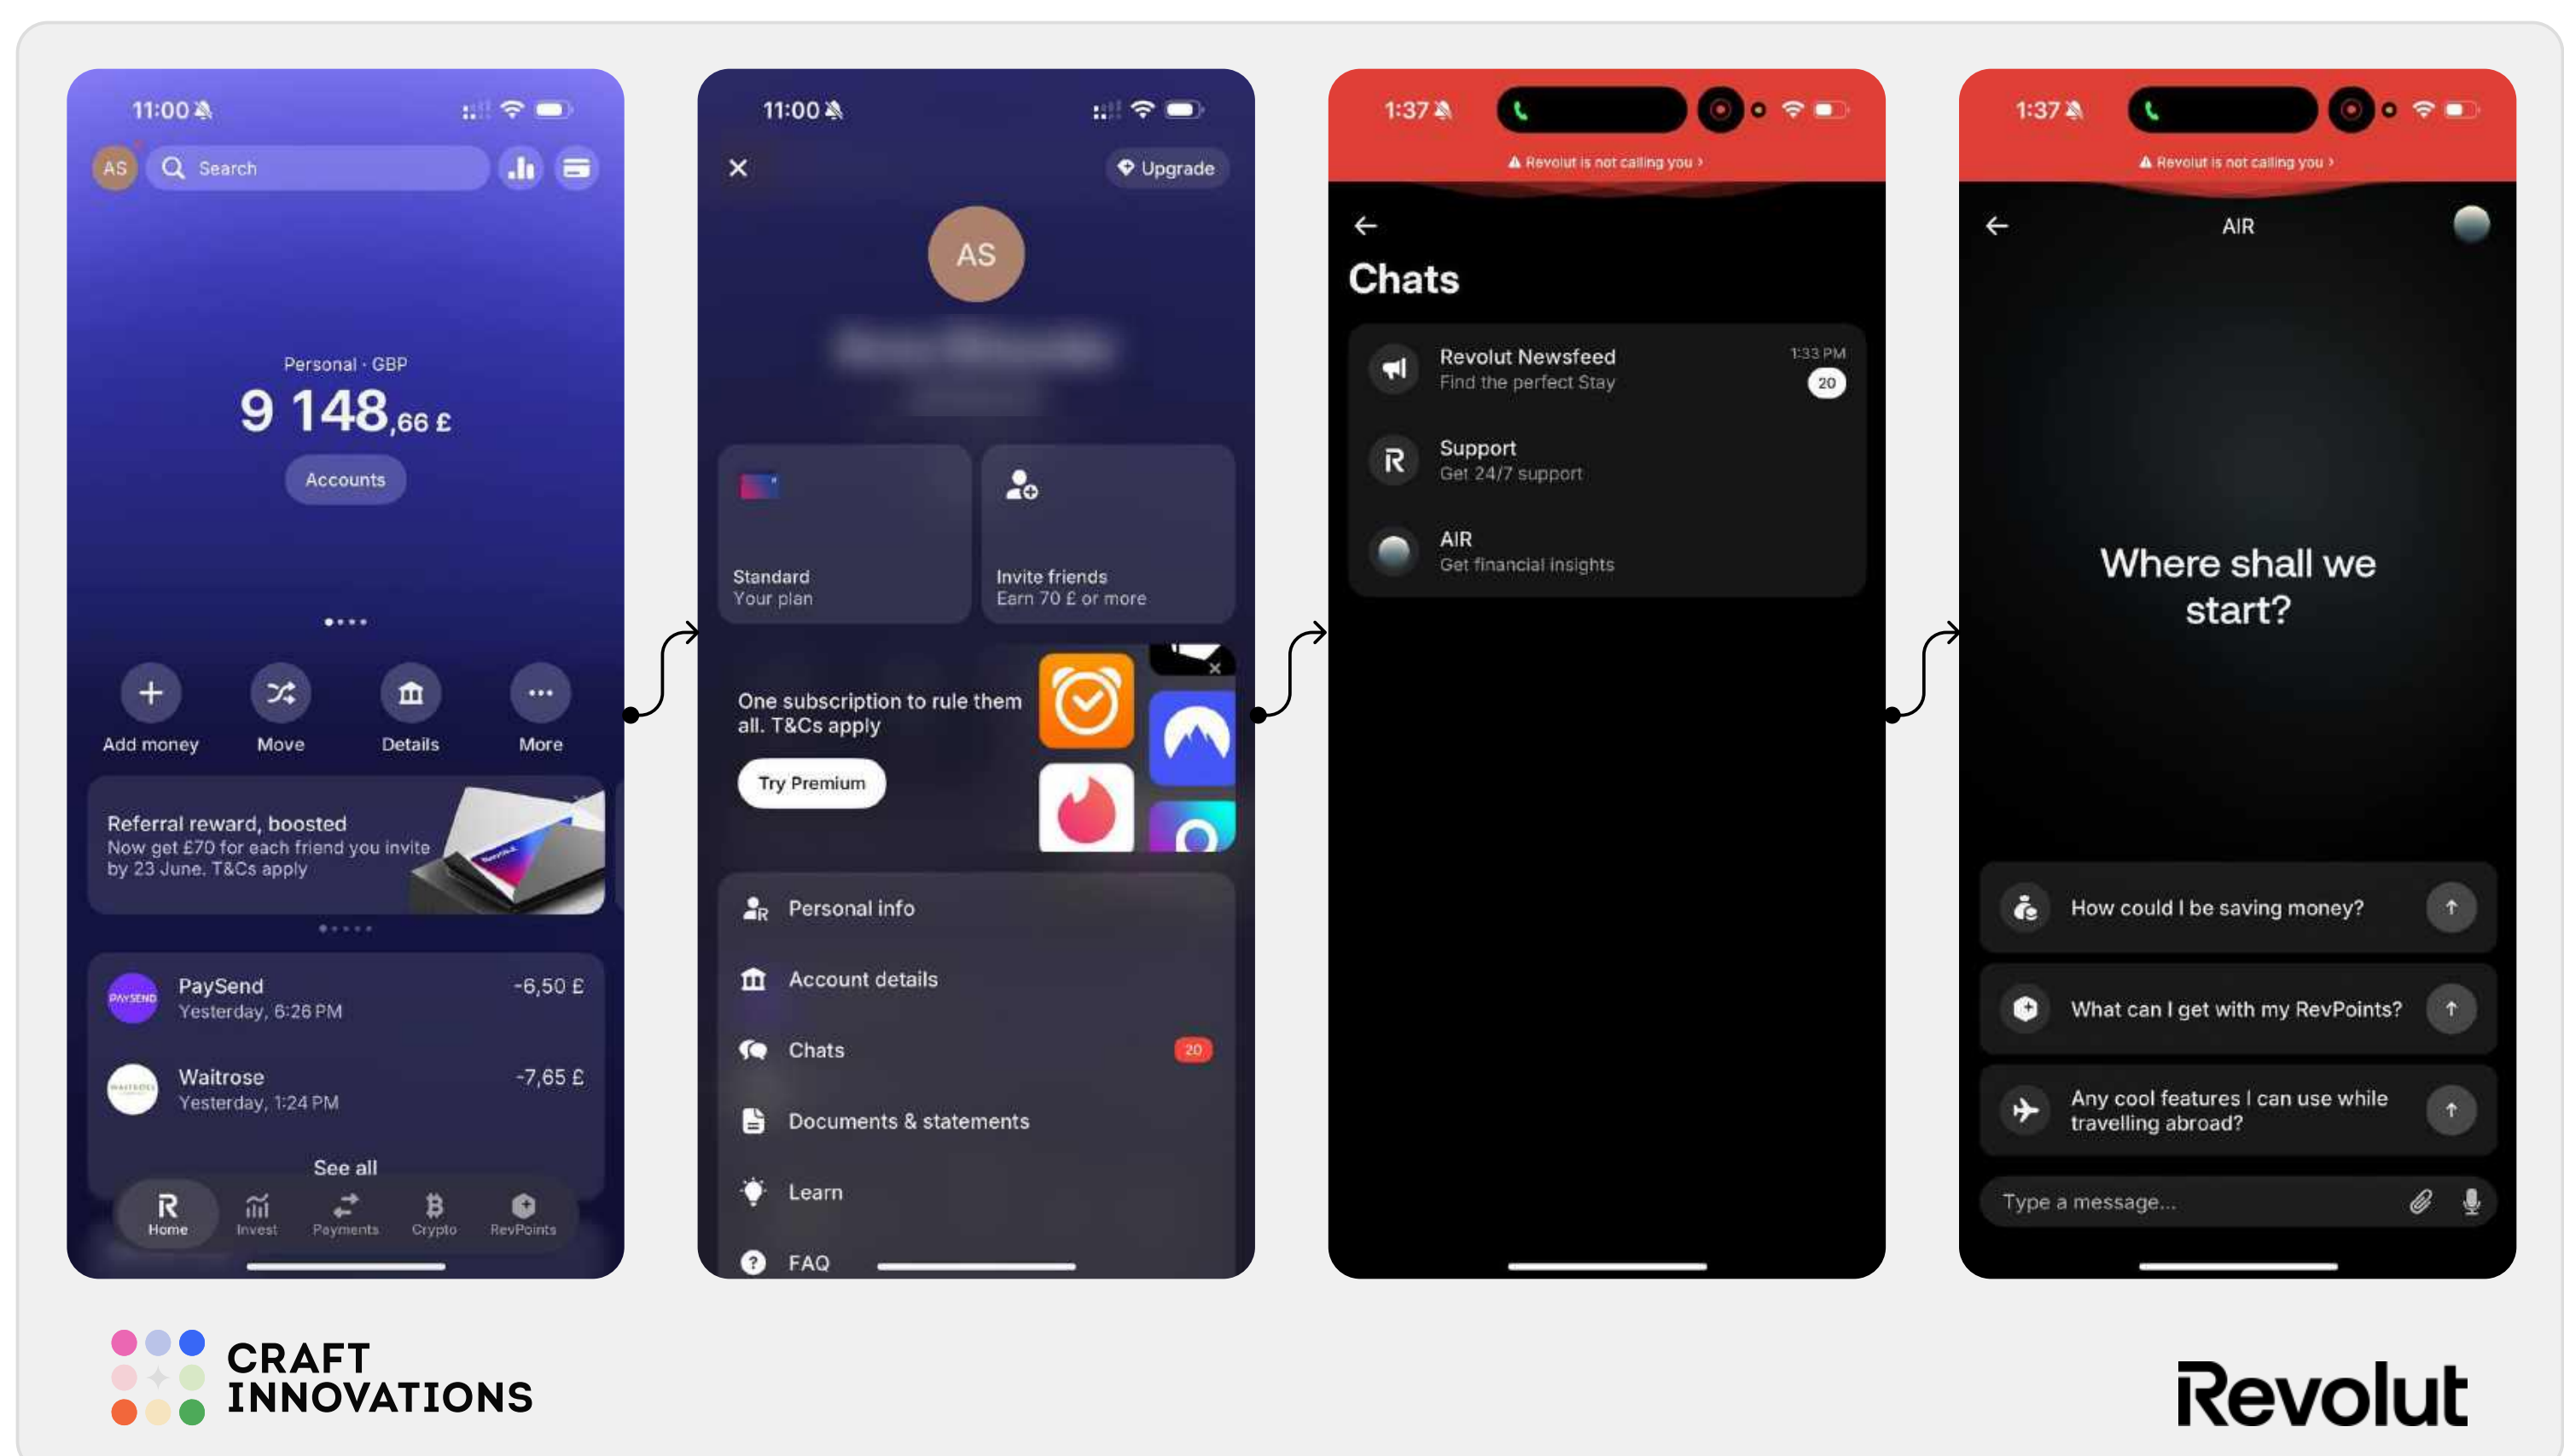 11:00
AS
Search
Personal · GBP
9 148,66 £
Accounts
Add money
Move
Details
More
Referral reward, boosted
Now get £70 for each friend you invite
by 23 June. T&Cs apply
PAYSEND
PaySend
-6,50 £
Yesterday, 6:26 PM
WAITROSE
Waitrose
-7,65 £
Yesterday, 1:24 PM
See all
Home
Invest
Payments
Crypto
RevPoints
11:00
Upgrade
AS
Standard
Your plan
Invite friends
Earn 70 £ or more
One subscription to rule them
all. T&Cs apply
Try Premium
Personal info
Account details
Chats
20
Documents & statements
Learn
FAQ
1:37
Revolut is not calling you
Chats
Revolut Newsfeed
1:33 PM
Find the perfect Stay
20
Support
Get 24/7 support
AIR
Get financial insights
1:37
Revolut is not calling you
AIR
Where shall we
start?
How could I be saving money?
What can I get with my RevPoints?
Any cool features I can use while
travelling abroad?
Type a message...
CRAFT
INNOVATIONS
Revolut